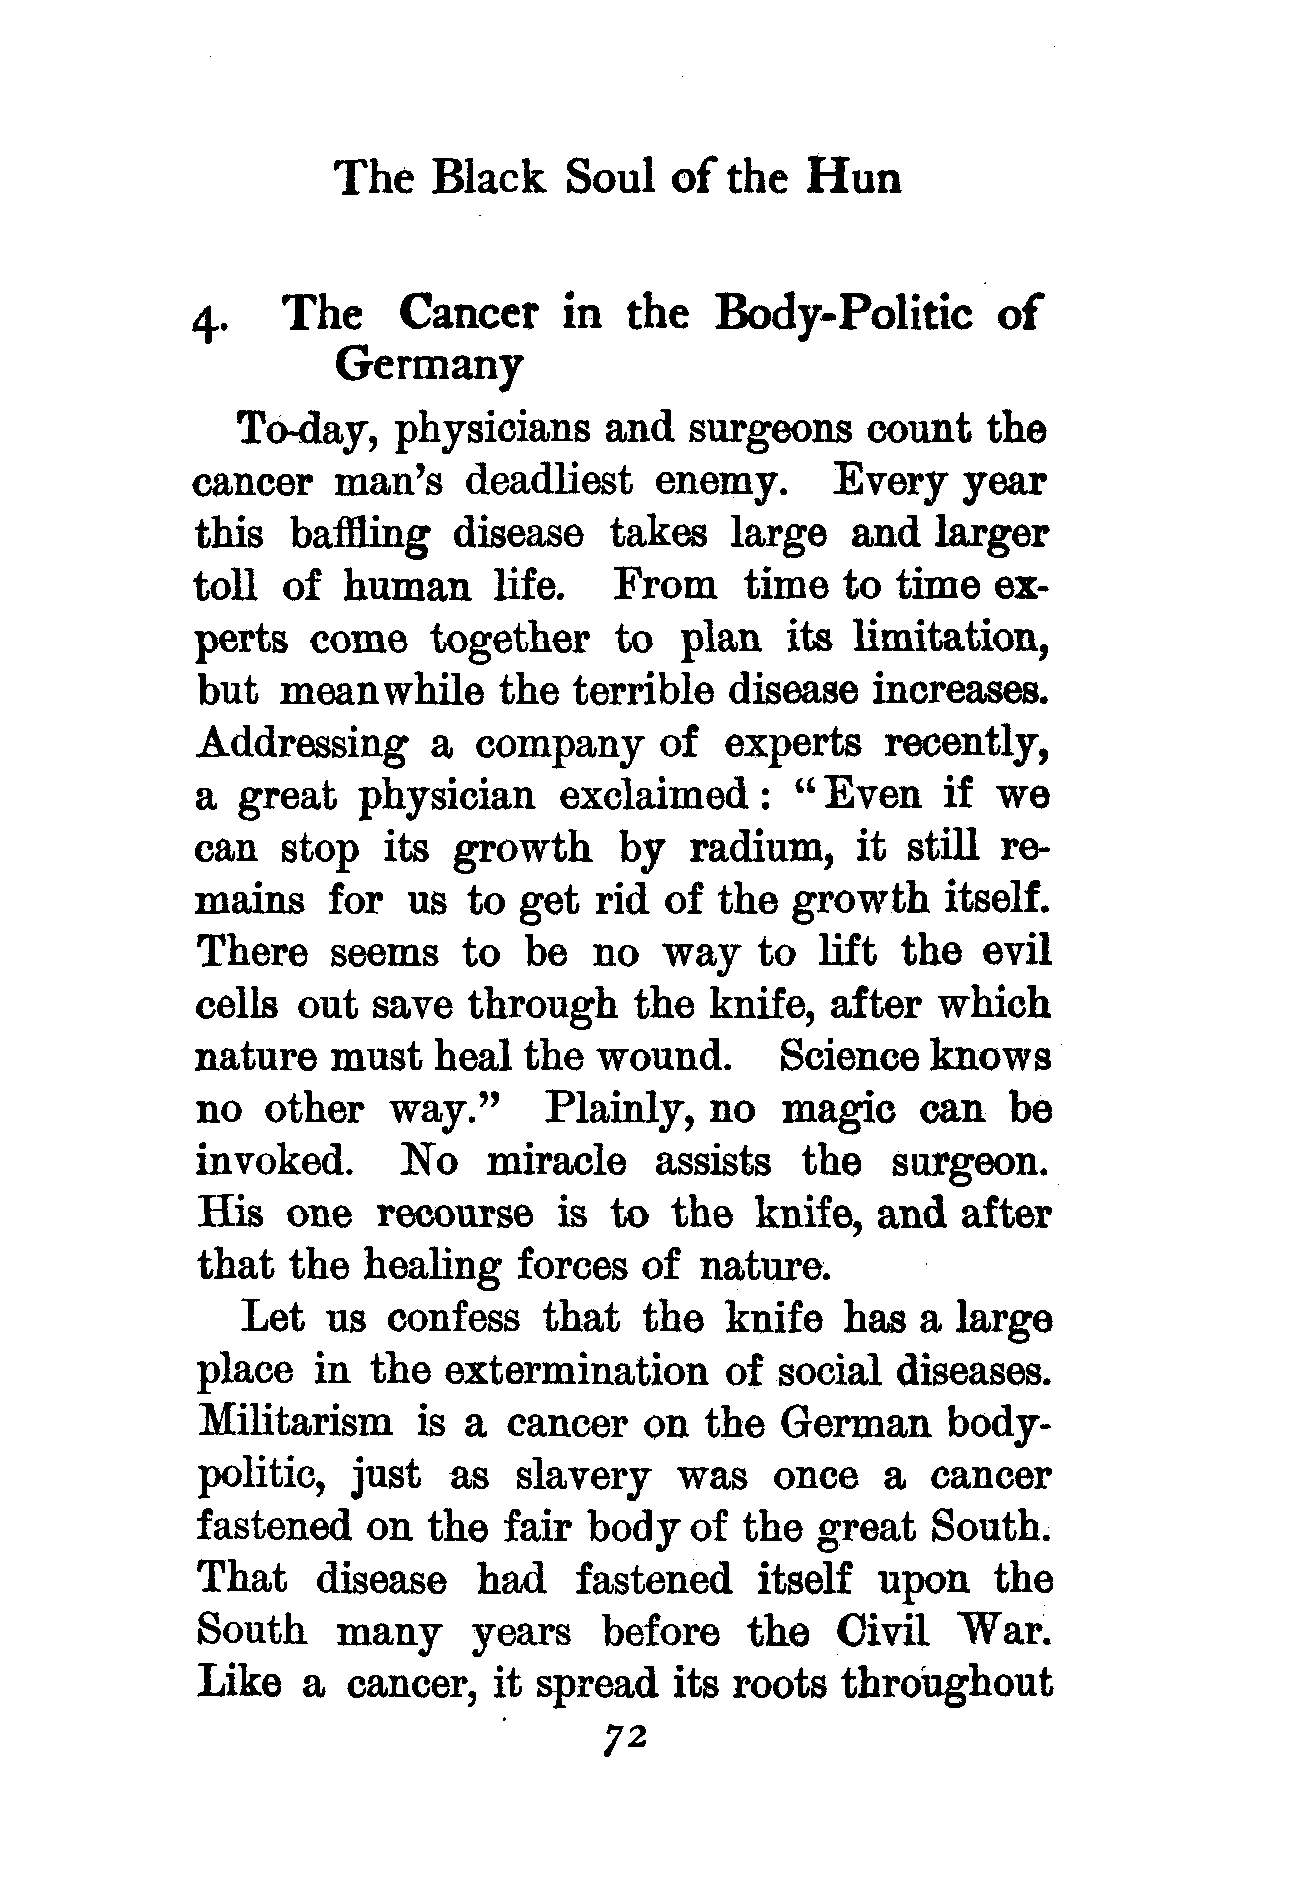 The Black Soul of the Hun
4. The Cancer in the Body-Politic of
Germany
To-day, physicians and surgeons count the
cancer man's deadliest enemy. Every year
this baffling disease takes large and larger
toll of human life. From time to time ex-
perts come together to plan its limitation,
but meanwhile the terrible disease increases.
Addressing a company of experts recently,
a great physician exclaimed: "Even if we
can stop its growth by radium, it still re-
mains for us to get rid of the growth itself.
There seems to be no way to lift the evil
cells out save through the knife, after which
nature must heal the wound. Science knows
no other way." Plainly, no magic can be
invoked. No miracle assists the surgeon.
His one recourse is to the knife, and after
that the healing forces of nature.
Let us confess that the knife has a large
place in the extermination of social diseases.
Militarism is a cancer on the German body-
politic, just as slavery was once a cancer
fastened on the fair body of the great South.
That disease had fastened itself upon the
South many years before the Civil War.
Like a cancer, it spread its roots throughout
72